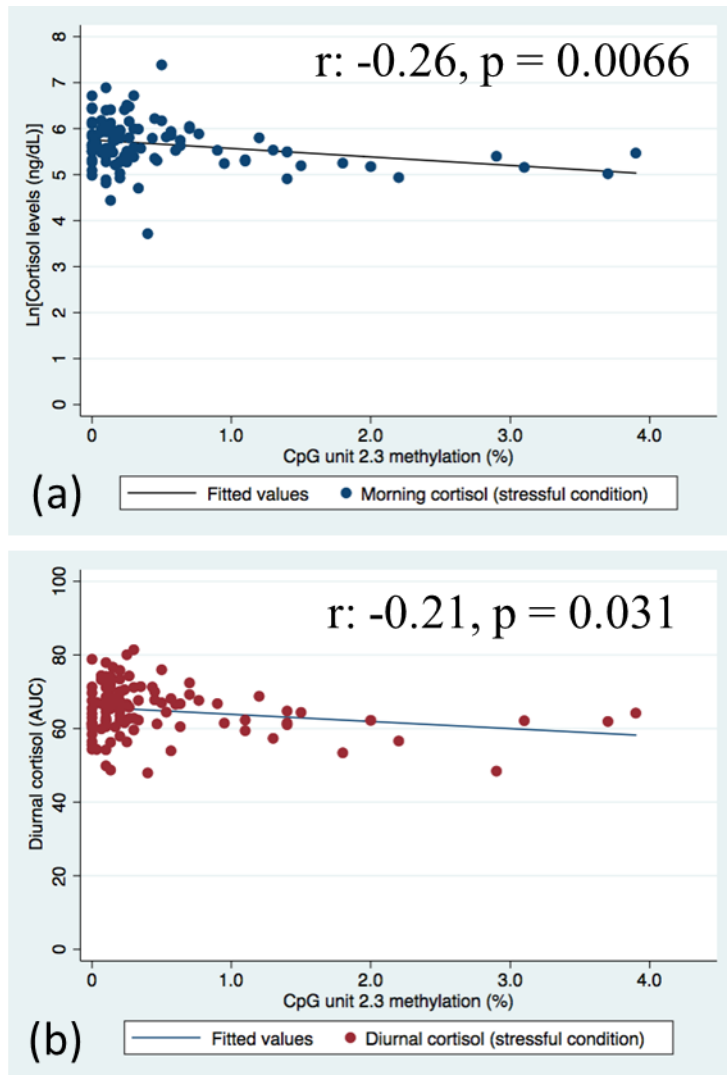 r: -0.26, p = 0.0066
Ln[Cortisol levels (ng/dL)]
8
7
6
5
4
3
2
1
0
0 1.0 2.0 3.0 4.0
CpG unit 2.3 methylation (%)
(a)
Fitted values Morning cortisol (stressful condition)
r: -0.21, p = 0.031
Diurnal cortisol (AUC)
100
80
60
40
20
0
0 1.0 2.0 3.0 4.0
CpG unit 2.3 methylation (%)
(b)
Fitted values Diurnal cortisol (stressful condition)